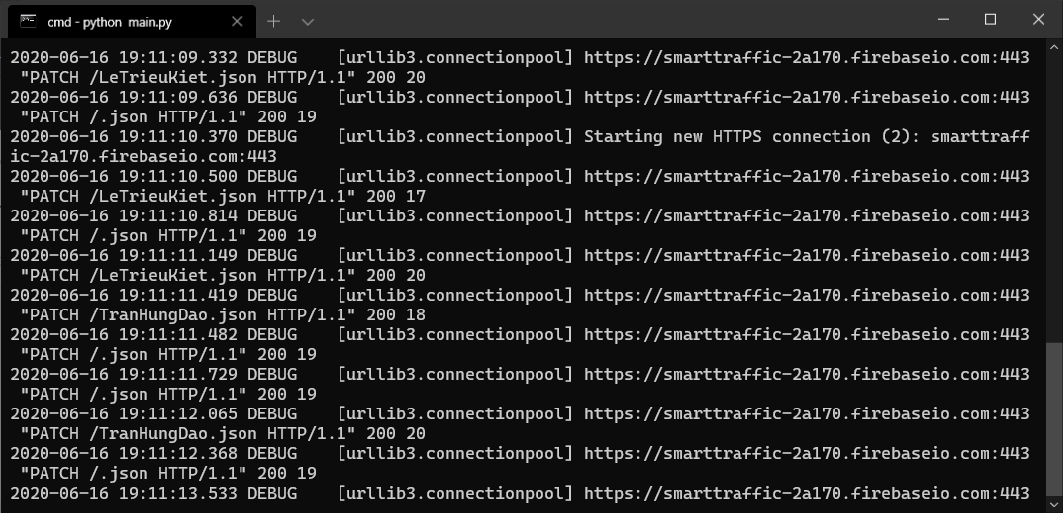 cmd - python main.py
2020-06-16 19:11:09.332 DEBUG    [urllib3.connectionpool] https://smarttraffic-2a170.firebaseio.com:443
"PATCH /LeTrieuKiet.json HTTP/1.1" 200 20
2020-06-16 19:11:09.636 DEBUG    [urllib3.connectionpool] https://smarttraffic-2a170.firebaseio.com:443
"PATCH /.json HTTP/1.1" 200 19
2020-06-16 19:11:10.370 DEBUG    [urllib3.connectionpool] Starting new HTTPS connection (2): smarttraff
ic-2a170.firebaseio.com:443
2020-06-16 19:11:10.500 DEBUG    [urllib3.connectionpool] https://smarttraffic-2a170.firebaseio.com:443
"PATCH /LeTrieuKiet.json HTTP/1.1" 200 17
2020-06-16 19:11:10.814 DEBUG    [urllib3.connectionpool] https://smarttraffic-2a170.firebaseio.com:443
"PATCH /.json HTTP/1.1" 200 19
2020-06-16 19:11:11.149 DEBUG    [urllib3.connectionpool] https://smarttraffic-2a170.firebaseio.com:443
"PATCH /LeTrieuKiet.json HTTP/1.1" 200 20
2020-06-16 19:11:11.419 DEBUG    [urllib3.connectionpool] https://smarttraffic-2a170.firebaseio.com:443
"PATCH /TranHungDao.json HTTP/1.1" 200 18
2020-06-16 19:11:11.482 DEBUG    [urllib3.connectionpool] https://smarttraffic-2a170.firebaseio.com:443
"PATCH /.json HTTP/1.1" 200 19
2020-06-16 19:11:11.729 DEBUG    [urllib3.connectionpool] https://smarttraffic-2a170.firebaseio.com:443
"PATCH /.json HTTP/1.1" 200 19
2020-06-16 19:11:12.065 DEBUG    [urllib3.connectionpool] https://smarttraffic-2a170.firebaseio.com:443
"PATCH /TranHungDao.json HTTP/1.1" 200 20
2020-06-16 19:11:12.368 DEBUG    [urllib3.connectionpool] https://smarttraffic-2a170.firebaseio.com:443
"PATCH /.json HTTP/1.1" 200 19
2020-06-16 19:11:13.533 DEBUG    [urllib3.connectionpool] https://smarttraffic-2a170.firebaseio.com:443